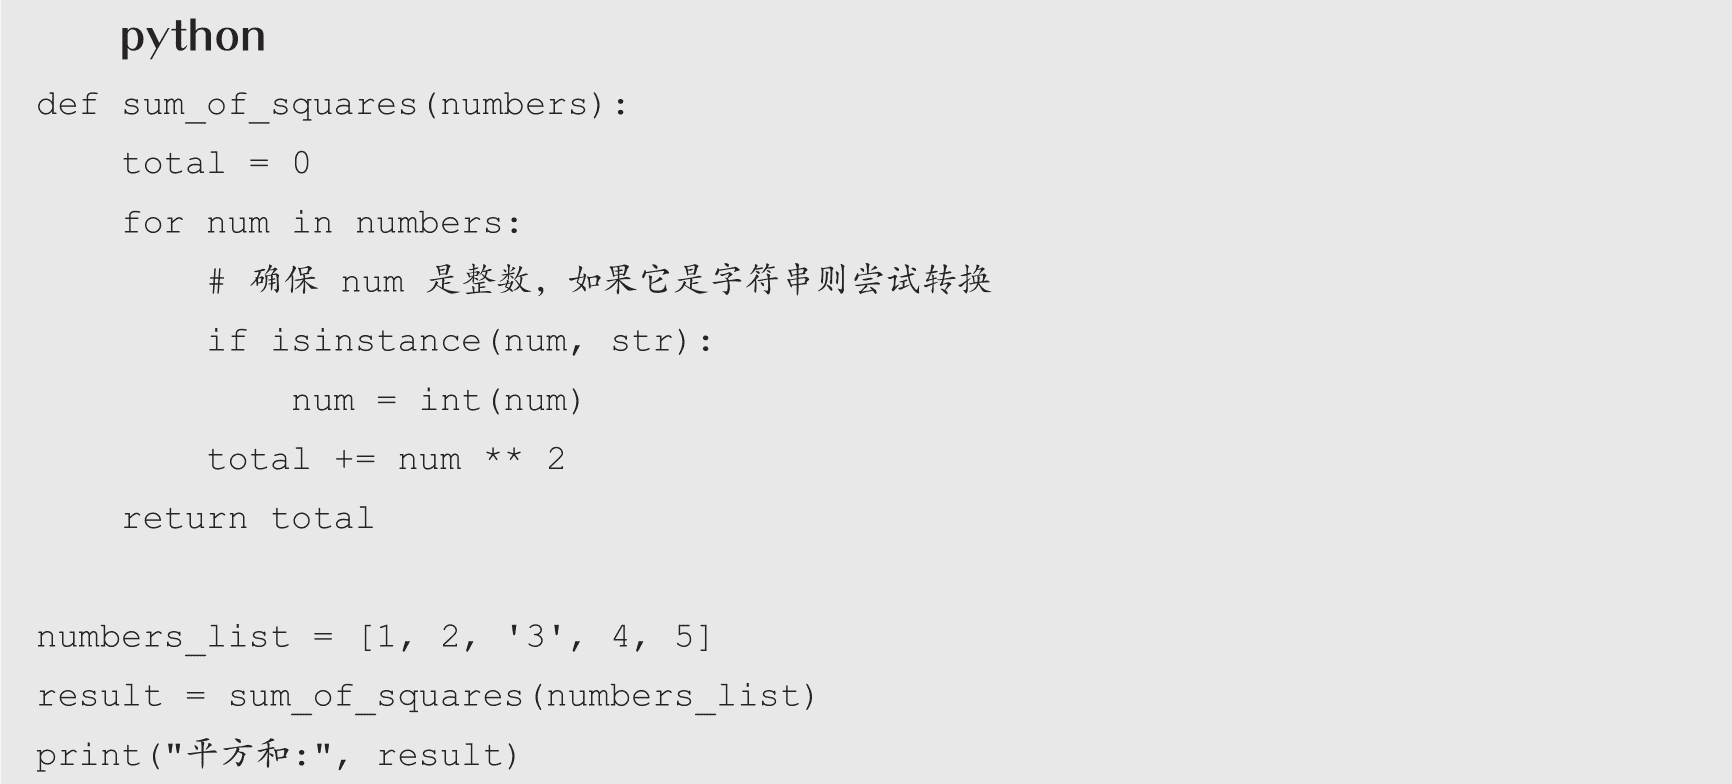 python
def sum_of_squares(numbers):
    total = 0
    for num in numbers:
        # 确保 num 是整数，如果它是字符串则尝试转换
        if isinstance(num, str):
            num = int(num)
        total += num ** 2
    return total
numbers_list = [1, 2, '3', 4, 5]
result = sum_of_squares(numbers_list)
print("平方和:", result)